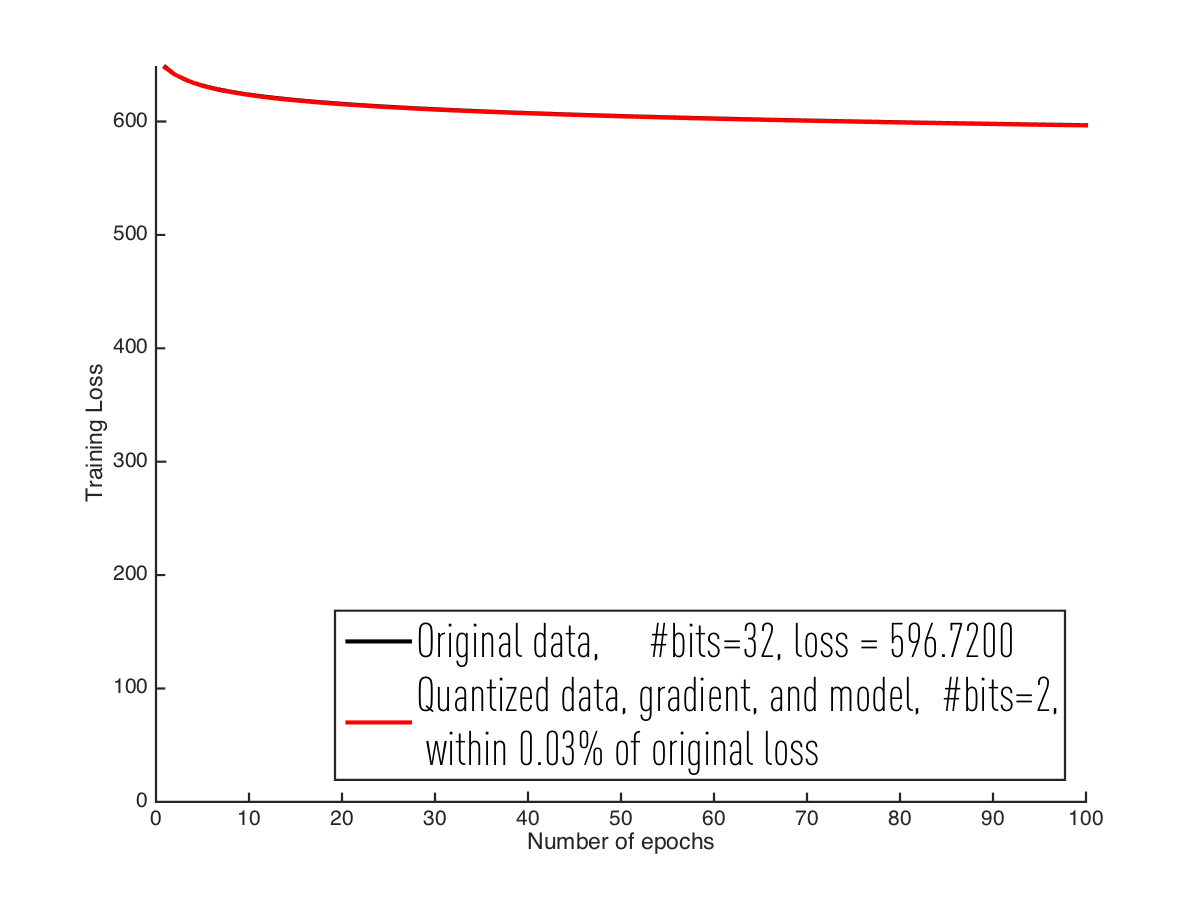 600
500
400
300
200
100
0
Training Loss
Original data, #bits=32, loss = 596.7200
Quantized data, gradient, and model, #bits=2,
within 0.03% of original loss
0 10 20 30 40 50 60 70 80 90 100
Number of epochs